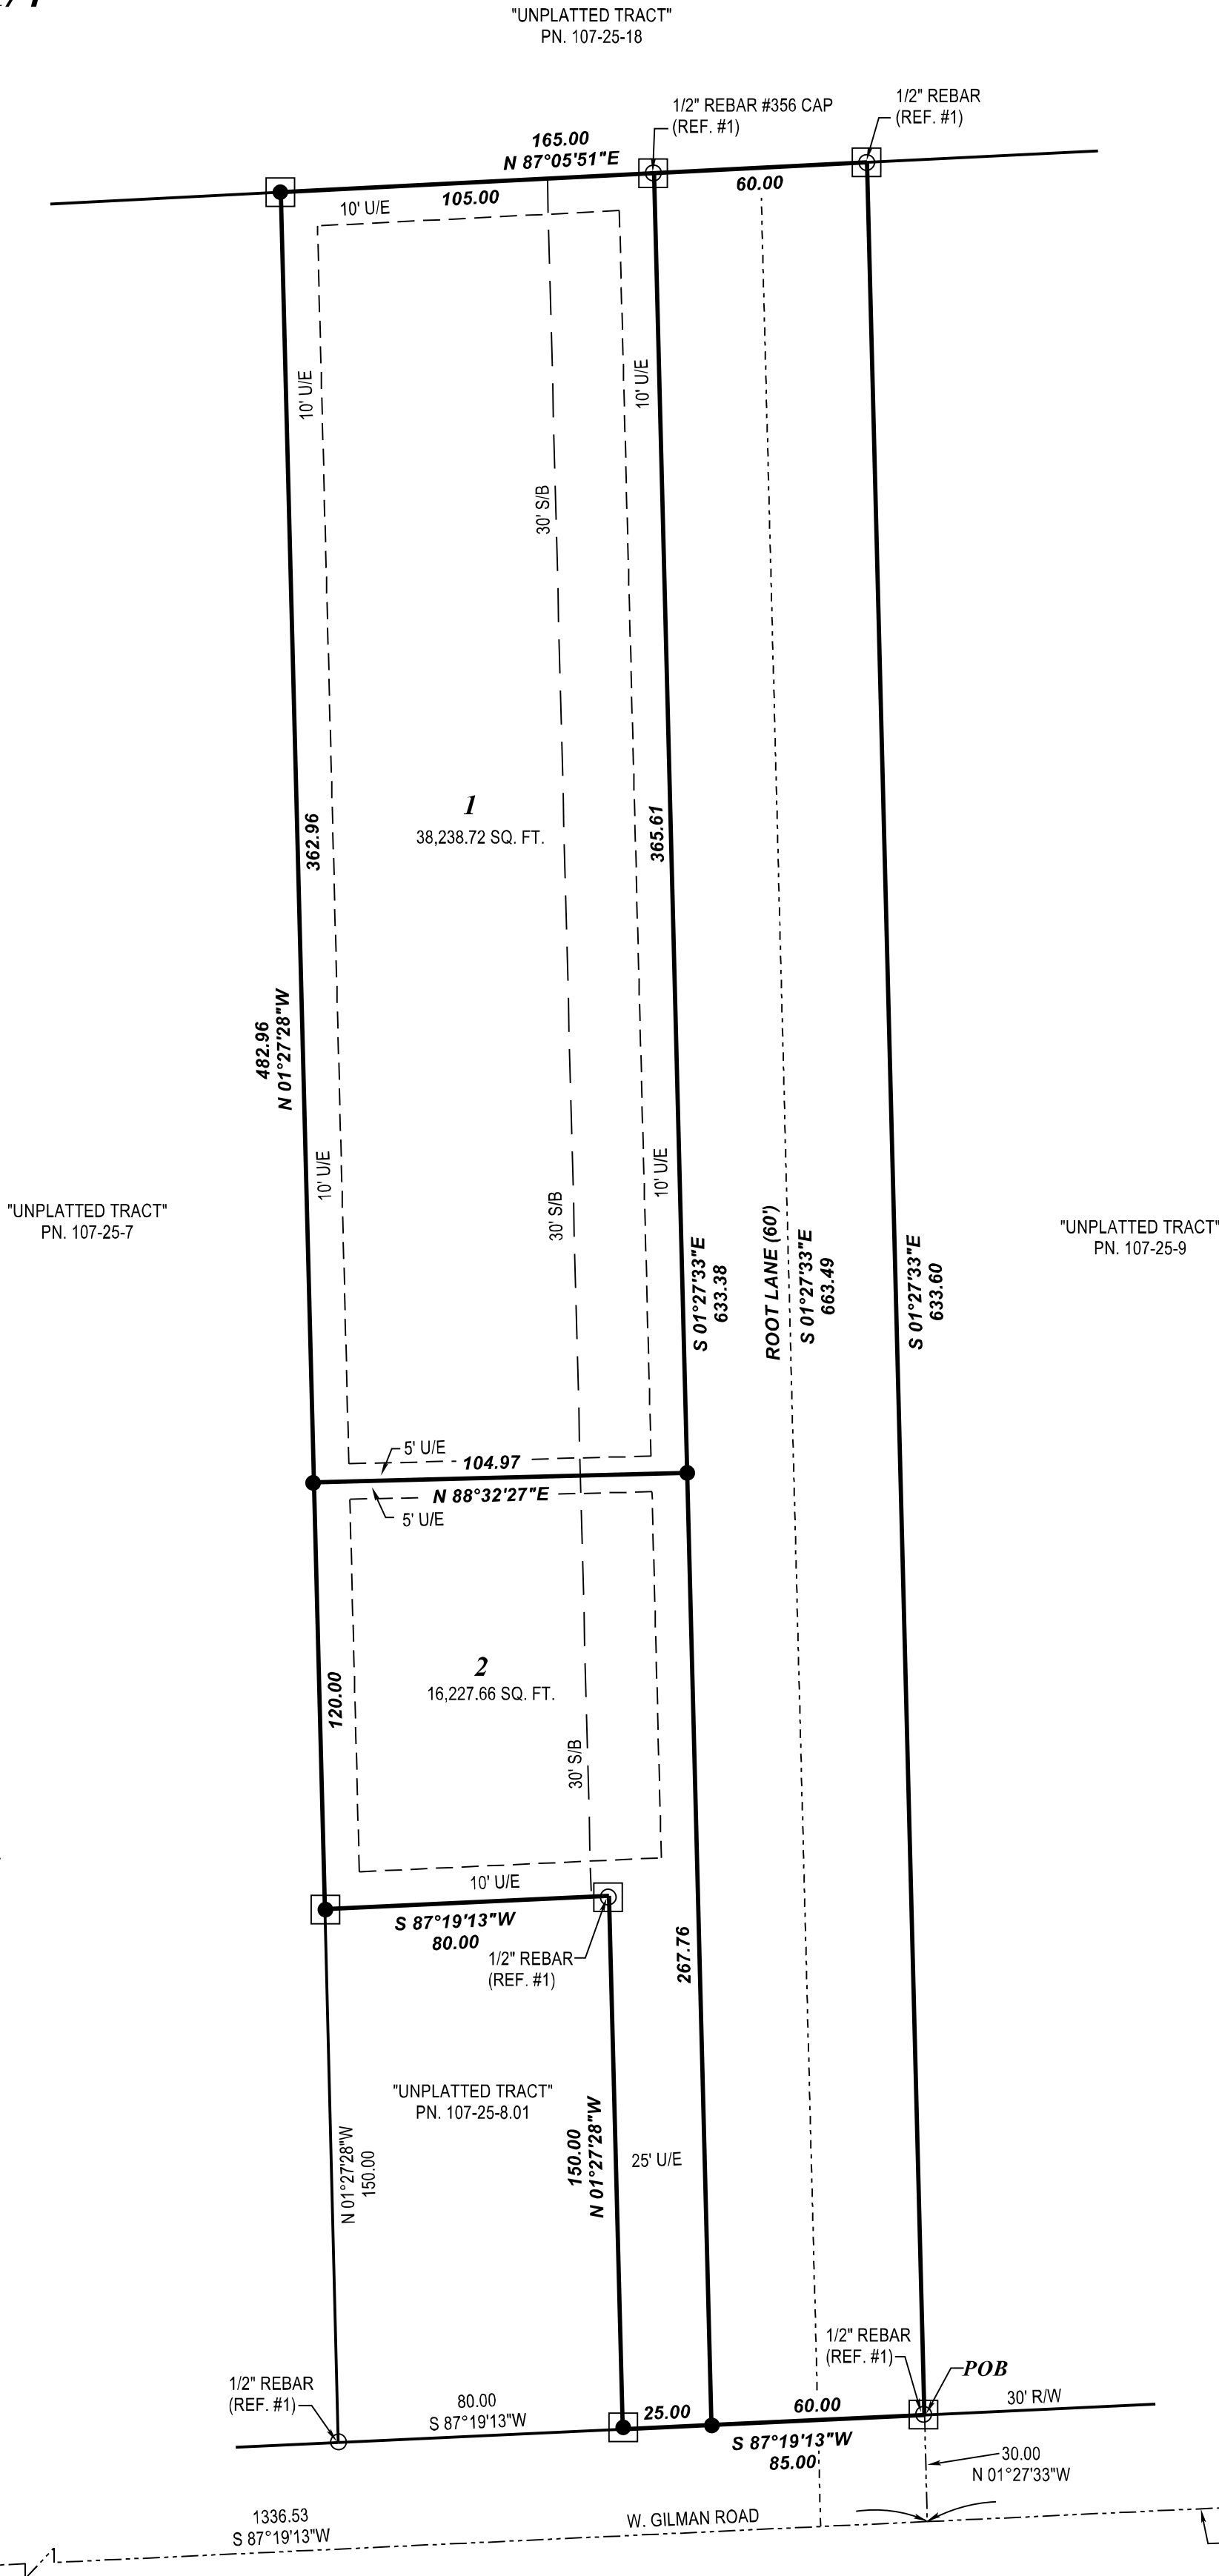 "UNPLATTED TRACT"
PN. 107-25-18
1/2" REBAR #356 CAP
(REF. #1)
1/2" REBAR
(REF. #1)
165.00
N 87°05'51"E
105.00
60.00
10' U/E
10' U/E
10' U/E
30' S/B
1
38,238.72 SQ. FT.
362.96
365.61
482.96
N 01°27'28"W
10' U/E
10' U/E
30' S/B
"UNPLATTED TRACT"
PN. 107-25-7
"UNPLATTED TRACT"
PN. 107-25-9
S 01°27'33"E
633.38
ROOT LANE (60')
S 01°27'33"E
663.49
S 01°27'33"E
633.60
5' U/E
104.97
N 88°32'27"E
5' U/E
2
16,227.66 SQ. FT.
120.00
30' S/B
10' U/E
S 87°19'13"W
80.00
1/2" REBAR
(REF. #1)
267.76
"UNPLATTED TRACT"
PN. 107-25-8.01
N 01°27'28"W
150.00
150.00
N 01°27'28"W
25' U/E
1/2" REBAR
(REF. #1)
POB
1/2" REBAR
(REF. #1)
80.00
S 87°19'13"W
25.00
60.00
30' R/W
S 87°19'13"W
85.00
30.00
N 01°27'33"W
1336.53
S 87°19'13"W
W. GILMAN ROAD